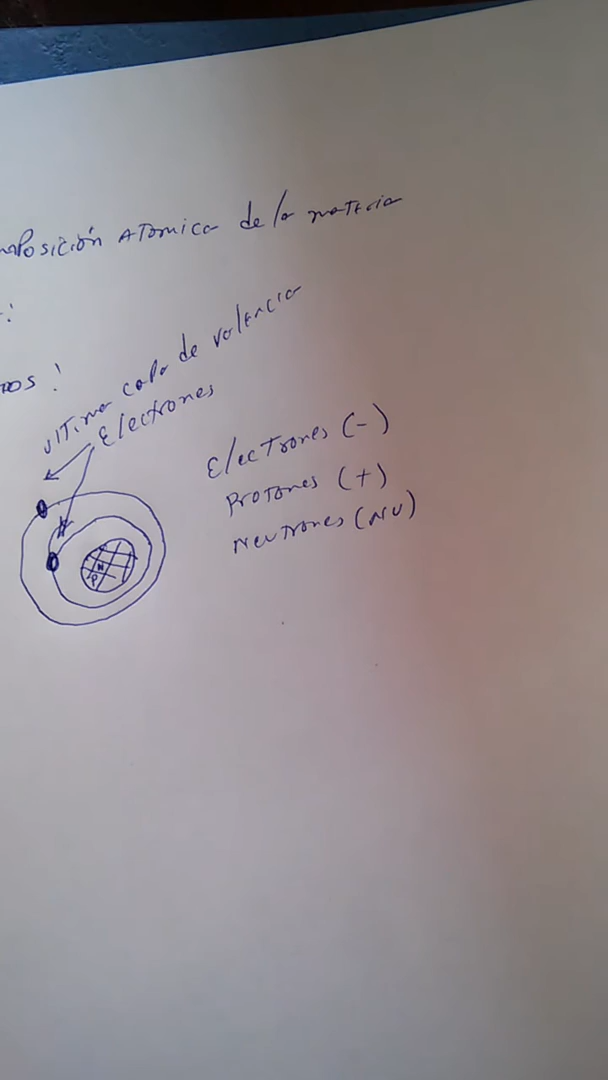 mposición Atomica de la materia
:
tos!
ultima capa de valencia
Electrones
Electrones (-)
Protones (+)
Neutrones (NU)
N
P